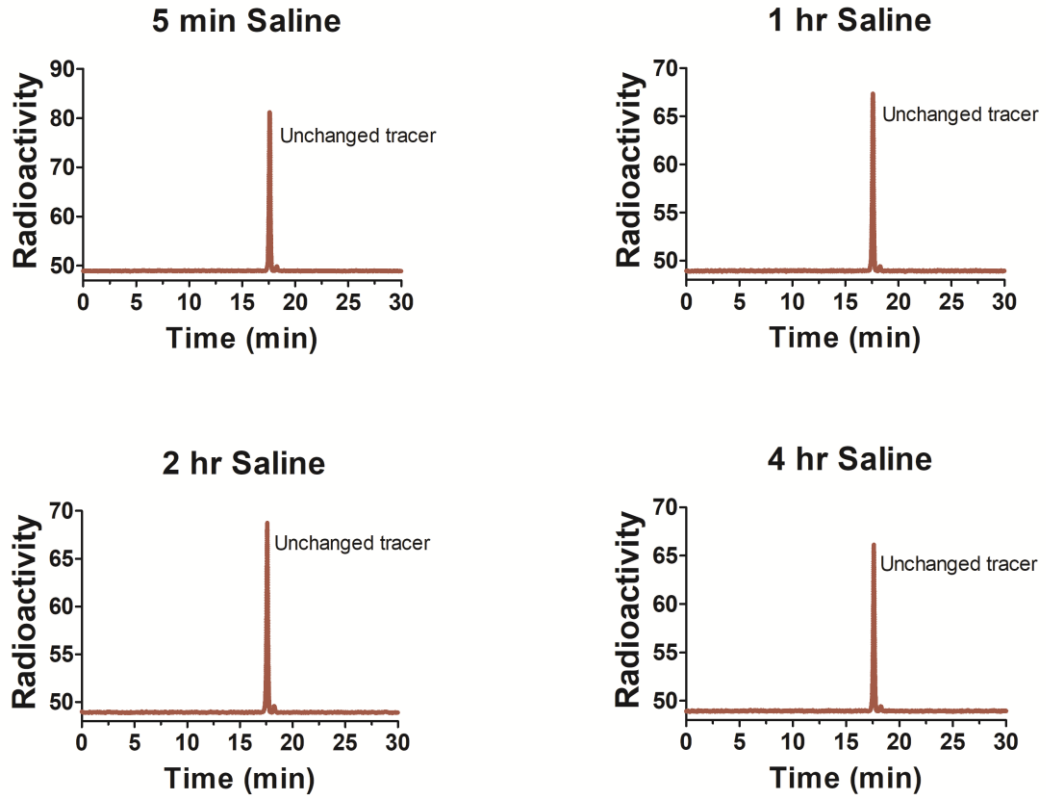 5 min Saline
Radioactivity
90
80
70
60
50
Unchanged tracer
0 5 10 15 20 25 30
Time (min)
1 hr Saline
Radioactivity
70
65
60
55
50
Unchanged tracer
0 5 10 15 20 25 30
Time (min)
2 hr Saline
Radioactivity
70
65
60
55
50
Unchanged tracer
0 5 10 15 20 25 30
Time (min)
4 hr Saline
Radioactivity
70
65
60
55
50
Unchanged tracer
0 5 10 15 20 25 30
Time (min)